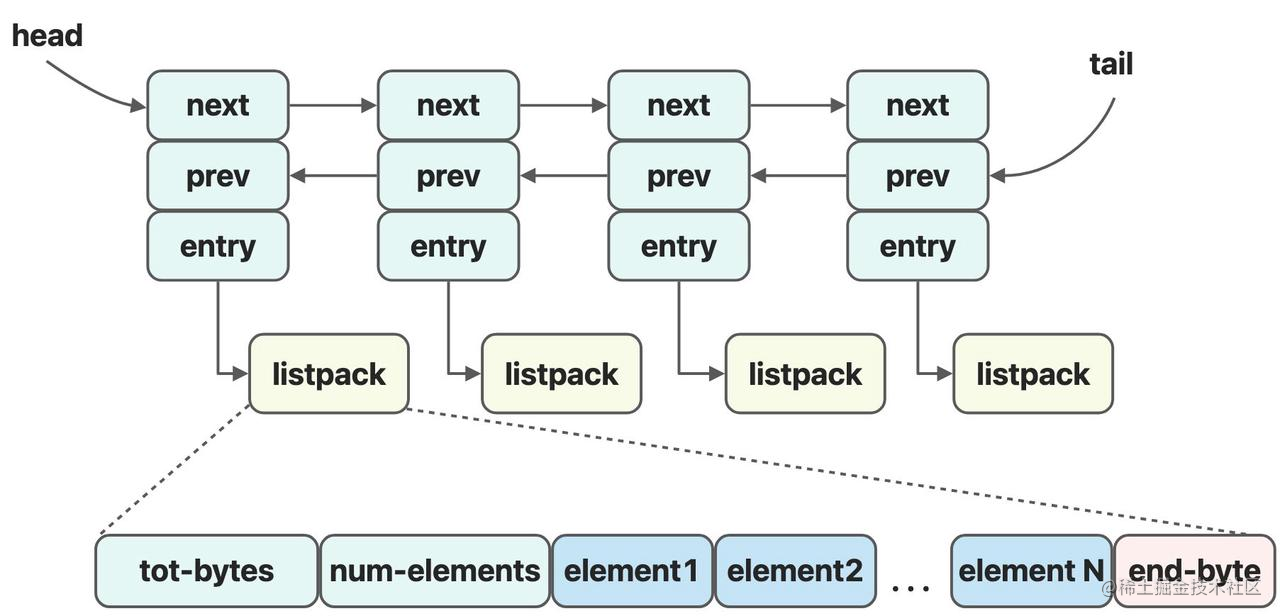 head
tail
next next next next
prev prev prev prev
entry entry entry entry
listpack listpack listpack listpack
tot-bytes num-elements element1 element2 ... element N end-byte
@稀土掘金技术社区